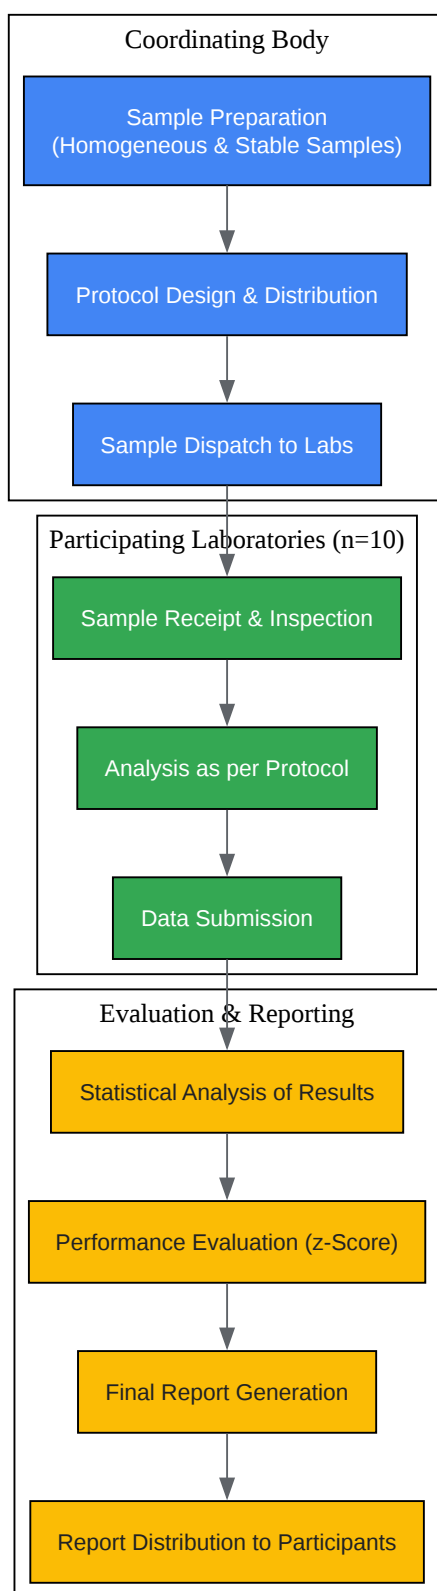 Coordinating Body
Sample Preparation
(Homogeneous & Stable Samples)
Protocol Design & Distribution
Sample Dispatch to Labs
Participating Laboratories (n=10)
Sample Receipt & Inspection
Analysis as per Protocol
Data Submission
Evaluation & Reporting
Statistical Analysis of Results
Performance Evaluation (z-Score)
Final Report Generation
Report Distribution to Participants